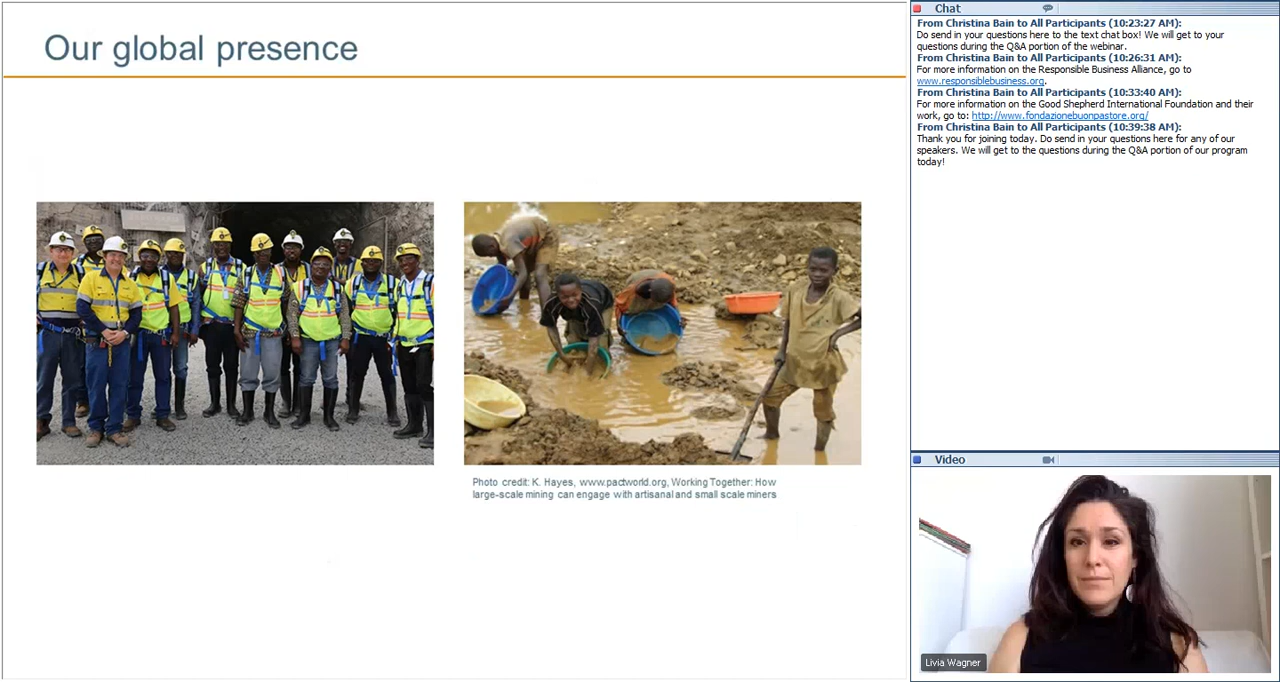 Our global presence
Photo credit: K. Hayes, www.pactworld.org, Working Together: How
large-scale mining can engage with artisanal and small scale miners
Chat
From Christina Bain to All Participants (10:23:27 AM):
Do send in your questions here to the text chat box! We will get to your
questions during the Q&A portion of the webinar.
From Christina Bain to All Participants (10:26:31 AM):
For more information on the Responsible Business Alliance, go to
www.responsiblebusiness.org.
From Christina Bain to All Participants (10:33:40 AM):
For more information on the Good Shepherd International Foundation and their
work, go to: http://www.fondazionebuonpastore.org/
From Christina Bain to All Participants (10:39:38 AM):
Thank you for joining today. Do send in your questions here for any of our
speakers. We will get to the questions during the Q&A portion of our program
today!
Video
Livia Wagner